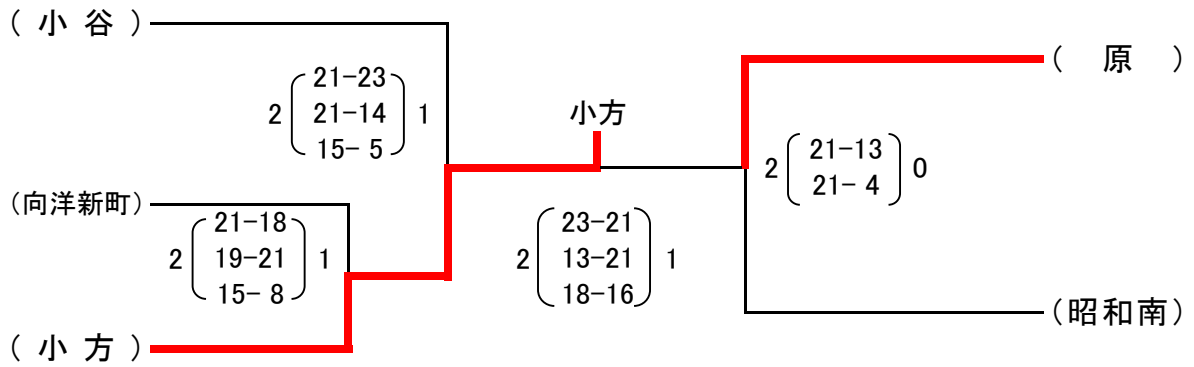 ( 小 谷 )
2 ( 21-23 ) 1
21-14
15- 5
小方
( 原 )
2 ( 21-13 ) 0
21- 4
(向洋新町)
2 ( 21-18 ) 1
19-21
15- 8
2 ( 23-21 ) 1
13-21
18-16
( 小 方 )
(昭和南)